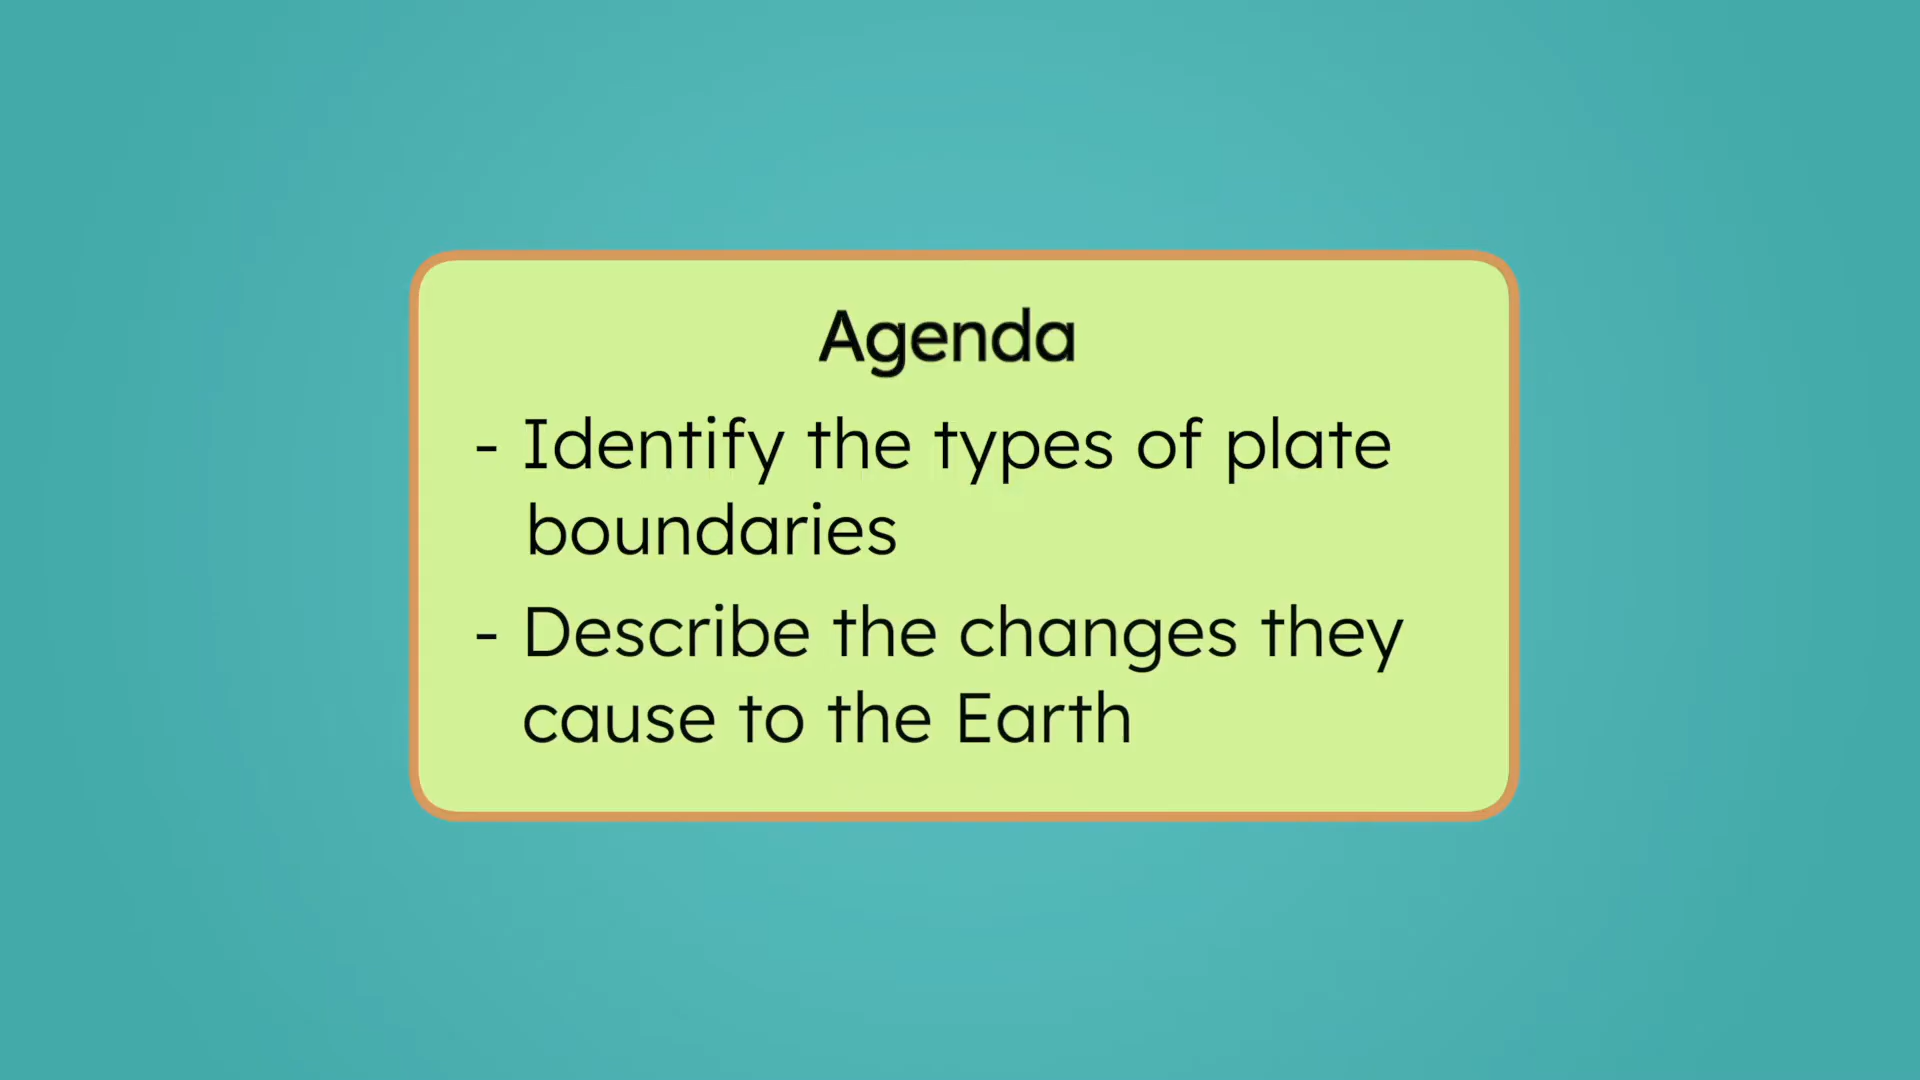 Agenda
- Identify the types of plate
boundaries
- Describe the changes they
cause to the Earth